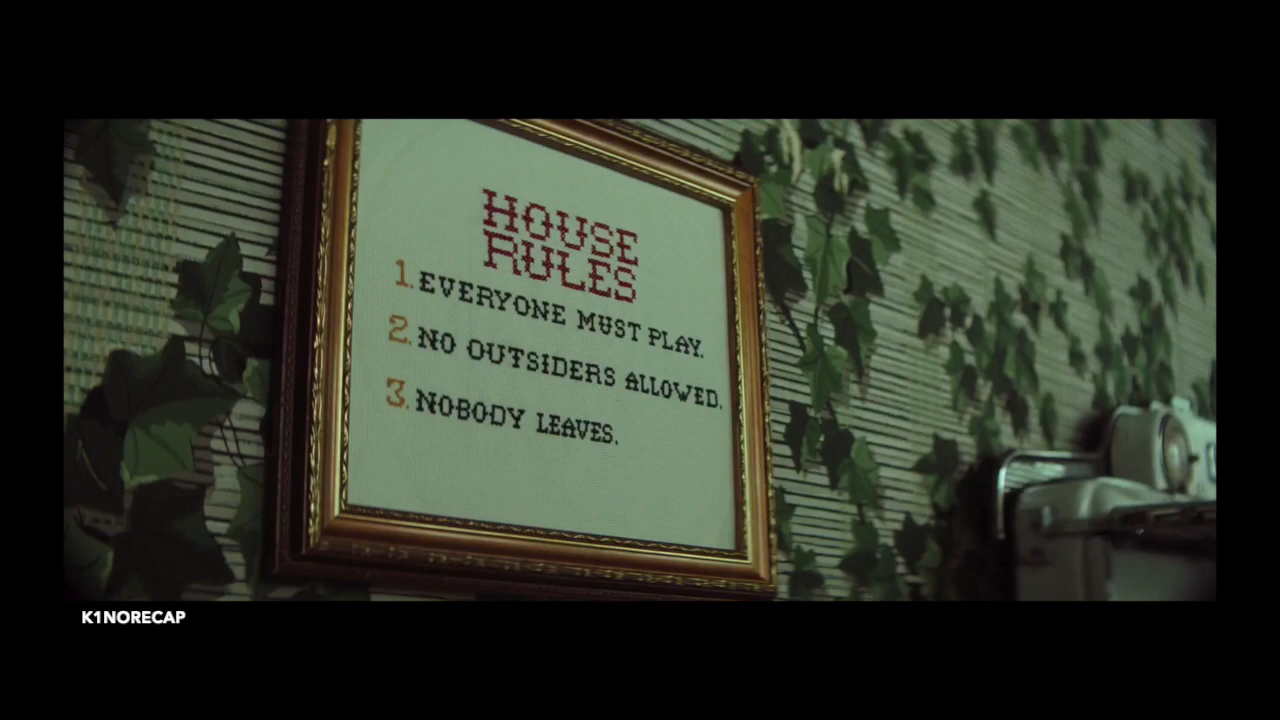 HOUSE
RULES
1. EVERYONE MUST PLAY.
2. NO OUTSIDERS ALLOWED.
3. NOBODY LEAVES.
K1NORECAP